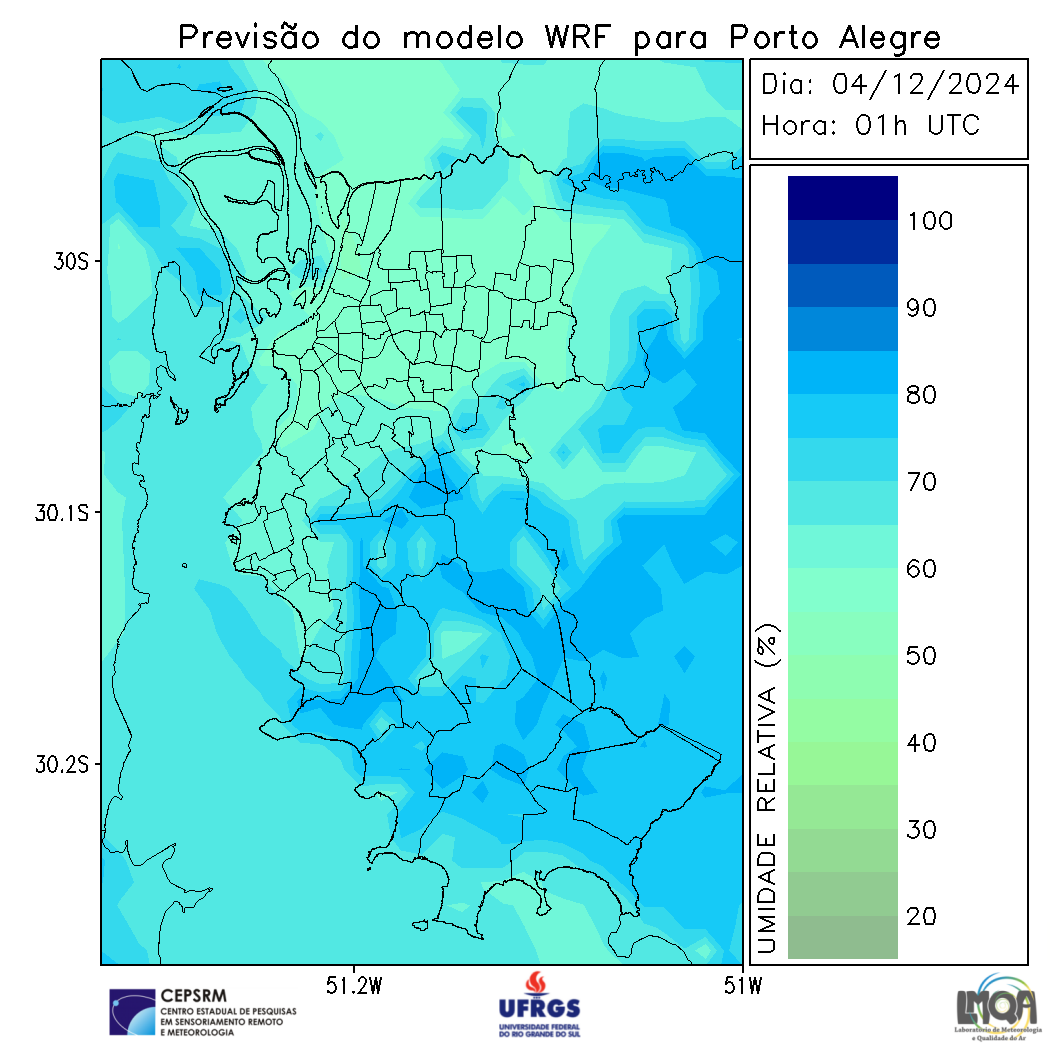 Previsão do modelo WRF para Porto Alegre
Dia: 04/12/2024
Hora: 01h UTC
30S
30.1S
30.2S
51.2W
51W
UMIDADE RELATIVA (%)
100
90
80
70
60
50
40
30
20
CEPSRM
CENTRO ESTADUAL DE PESQUISAS
EM SENSORIAMENTO REMOTO
E METEOROLOGIA
UFRGS
UNIVERSIDADE FEDERAL
DO RIO GRANDE DO SUL
LMQA
Laboratório de Meteorologia
e Qualidade do Ar